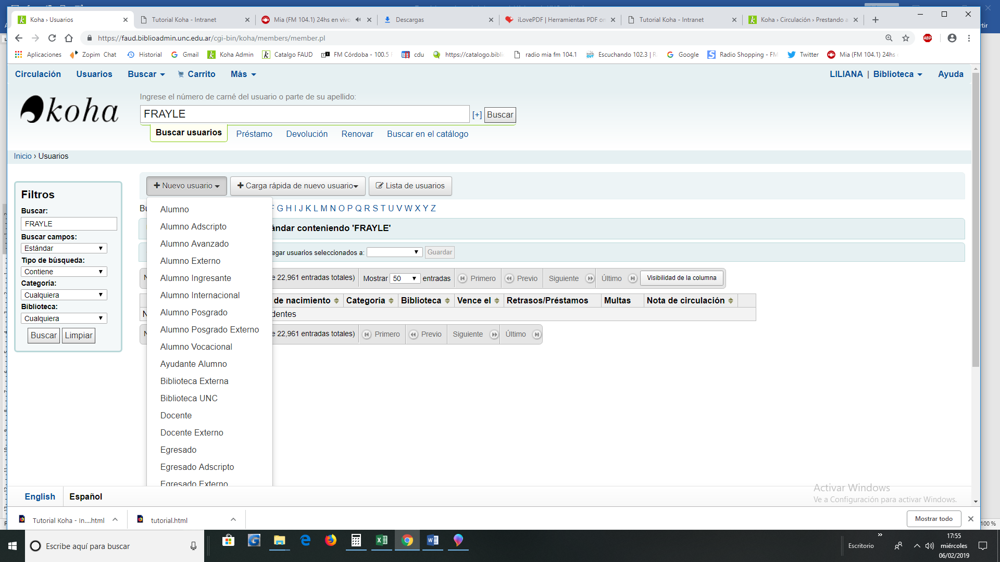 Koha › Usuarios
Tutorial Koha - Intranet
Mia (FM 104.1) 24hs en vivo
Descargas
iLovePDF | Herramientas PDF on
Tutorial Koha - Intranet
Koha › Circulación › Prestando a
https://faud.biblioadmin.unc.edu.ar/cgi-bin/koha/members/member.pl
ABP
Aplicaciones
Zopim Chat
Historial
Gmail
Koha Admin
Catalgo FAUD
FM Córdoba - 100.5
cdu
https://catalogo.bibli
radio mia fm 104.1
Escuchando 102.3 | R
Google
Radio Shopping - FM
Twitter
Mia (FM 104.1) 24hs
Circulación
Usuarios
Buscar
Carrito
Más
LILIANA | Biblioteca
Ayuda
koha
Ingrese el número de carné del usuario o parte de su apellido:
FRAYLE
[+]
Buscar
Buscar usuarios
Préstamo
Devolución
Renovar
Buscar en el catálogo
Inicio › Usuarios
Filtros
Buscar:
FRAYLE
Buscar campos:
Estándar
Tipo de búsqueda:
Contiene
Categoría:
Cualquiera
Biblioteca:
Cualquiera
Buscar
Limpiar
Nuevo usuario
Carga rápida de nuevo usuario
Lista de usuarios
Alumno
Alumno Adscripto
Alumno Avanzado
Alumno Externo
Alumno Ingresante
Alumno Internacional
Alumno Posgrado
Alumno Posgrado Externo
Alumno Vocacional
Ayudante Alumno
Biblioteca Externa
Biblioteca UNC
Docente
Docente Externo
Egresado
Egresado Adscripto
Egresado Externo
G H I J K L M N O P Q R S T U V W X Y Z
ándar conteniendo 'FRAYLE'
egar usuarios seleccionados a:
Guardar
e 22,961 entradas totales)
Mostrar 50 entradas
Primero
Previo
Siguiente
Último
Visibilidad de la columna
de nacimiento
Categoría
Biblioteca
Vence el
Retrasos/Préstamos
Multas
Nota de circulación
dentes
e 22,961 entradas totales)
Primero
Previo
Siguiente
Último
English
Español
Activar Windows
Ve a Configuración para activar Windows.
Tutorial Koha - In....html
tutorial.html
Mostrar todo
100 %
Escribe aquí para buscar
Escritorio
17:55
miércoles
06/02/2019